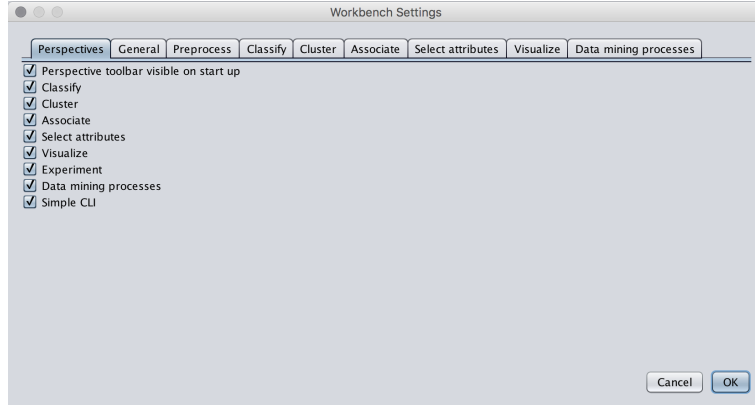 Workbench Settings
Perspectives General Preprocess Classify Cluster Associate Select attributes Visualize Data mining processes
Perspective toolbar visible on start up
Classify
Cluster
Associate
Select attributes
Visualize
Experiment
Data mining processes
Simple CLI
Cancel OK